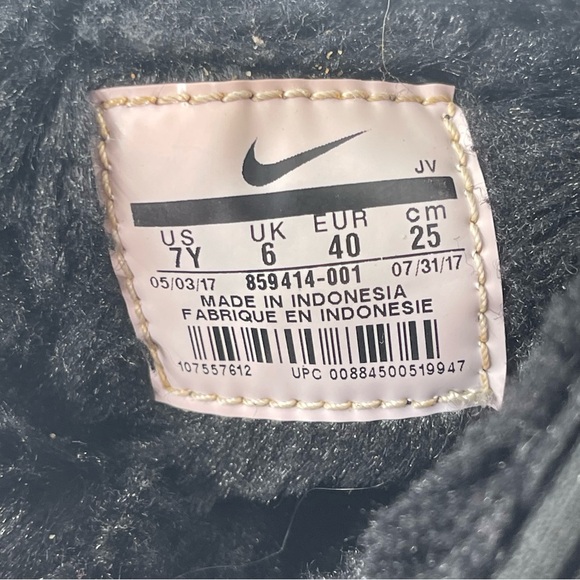 JV
US UK EUR cm
7Y 6 40 25
05/03/17 859414-001 07/31/17
MADE IN INDONESIA
FABRIQUE EN INDONESIE
107557612 UPC 00884500519947